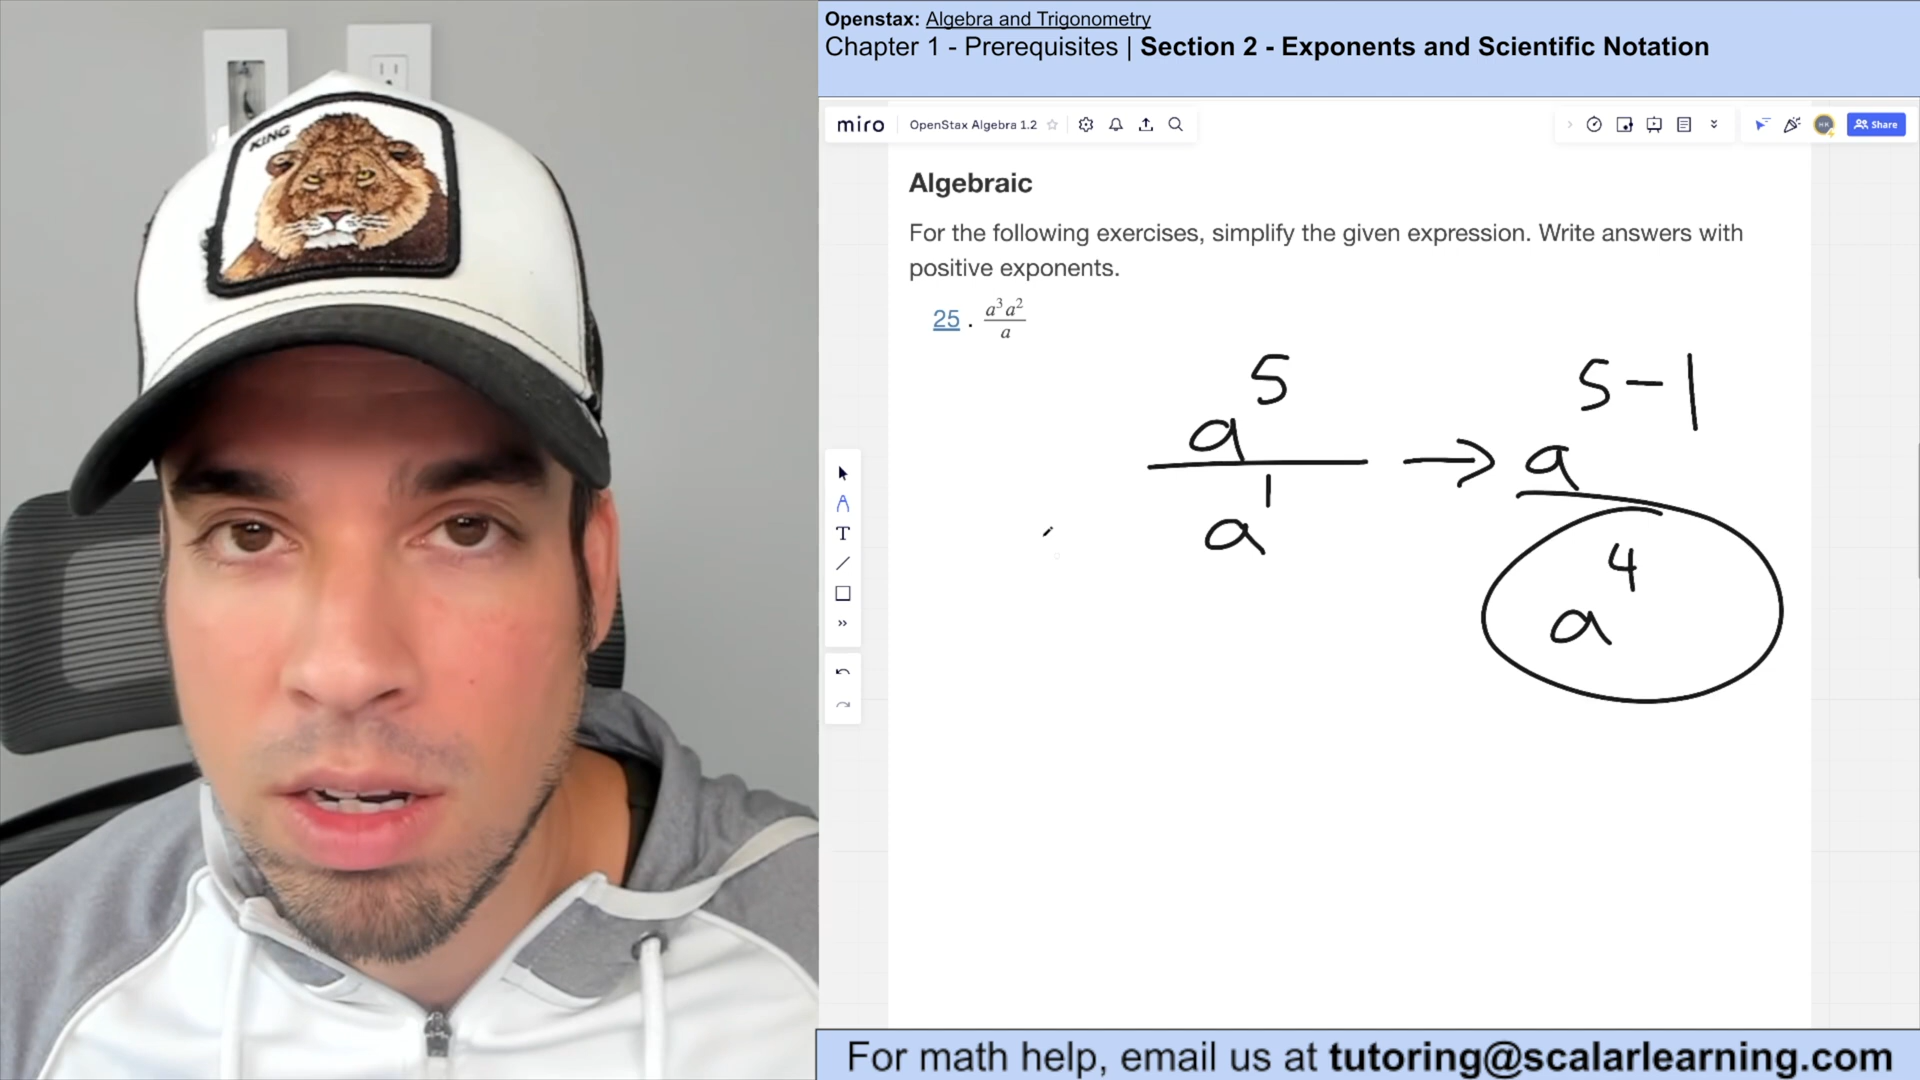 KING
Openstax: Algebra and Trigonometry
Chapter 1 - Prerequisites | Section 2 - Exponents and Scientific Notation
miro OpenStax Algebra 1.2
Share
Algebraic
For the following exercises, simplify the given expression. Write answers with
positive exponents.
25 . a³a²/a
a⁵/a¹ → a⁵⁻¹
a⁴
T
For math help, email us at tutoring@scalarlearning.com